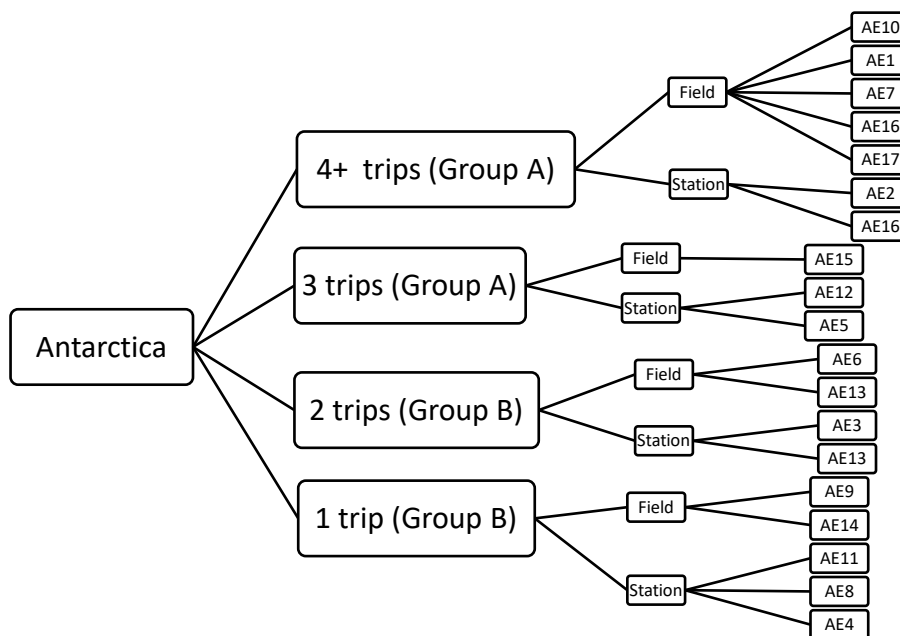 Antarctica
4+  trips (Group A)
Field
AE10
AE1
AE7
AE16
AE17
Station
AE2
AE16
3 trips (Group A)
Field
AE15
Station
AE12
AE5
2 trips (Group B)
Field
AE6
AE13
Station
AE3
AE13
1 trip (Group B)
Field
AE9
AE14
Station
AE11
AE8
AE4